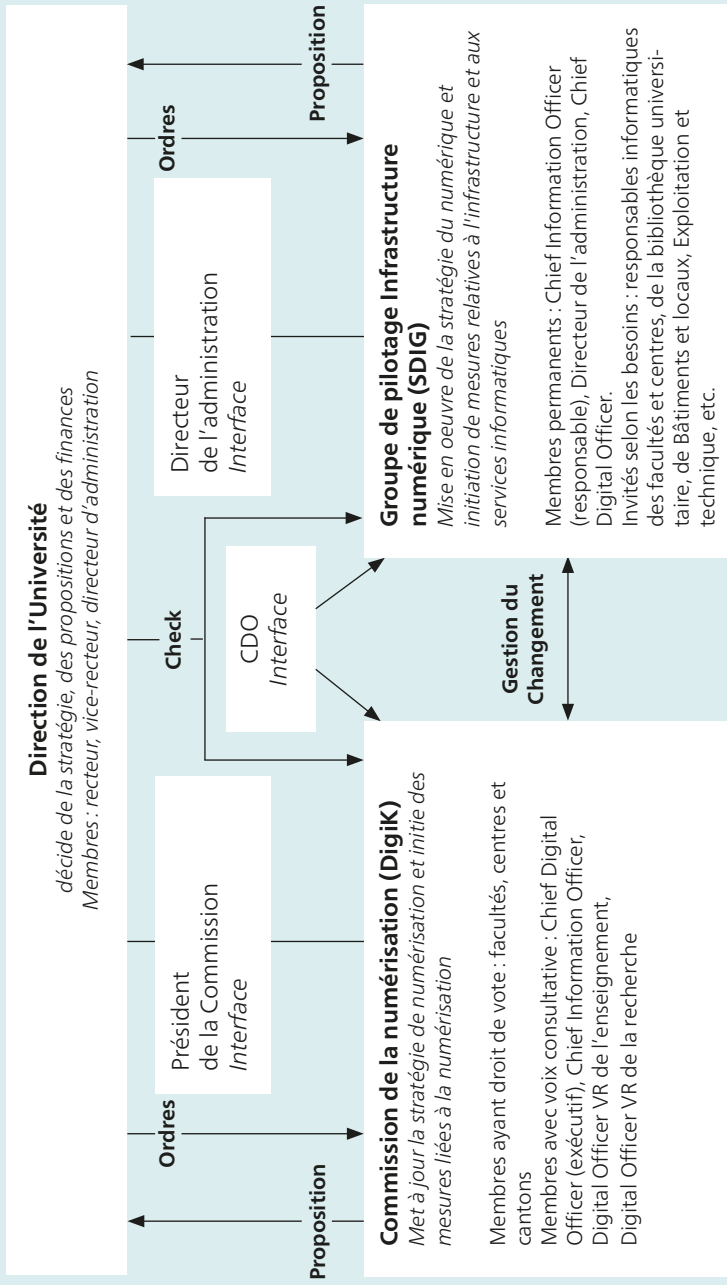 Direction de l'Université
décide de la stratégie, des propositions et des finances
Membres : recteur, vice-recteur, directeur d'administration
Proposition
Ordres
Président
de la Commission
Interface
Check
CDO
Interface
Directeur
de l'administration
Interface
Ordres
Proposition
Commission de la numérisation (DigiK)
Met à jour la stratégie de numérisation et initie des
mesures liées à la numérisation
Membres ayant droit de vote : facultés, centres et
cantons
Membres avec voix consultative : Chief Digital
Officer (exécutif), Chief Information Officer,
Digital Officer VR de l'enseignement,
Digital Officer VR de la recherche
Gestion du
Changement
Groupe de pilotage Infrastructure
numérique (SDIG)
Mise en oeuvre de la stratégie du numérique et
initiation de mesures relatives à l'infrastructure et aux
services informatiques
Membres permanents : Chief Information Officer
(responsable), Directeur de l'administration, Chief
Digital Officer.
Invités selon les besoins : responsables informatiques
des facultés et centres, de la bibliothèque universi-
taire, de Bâtiments et locaux, Exploitation et
technique, etc.